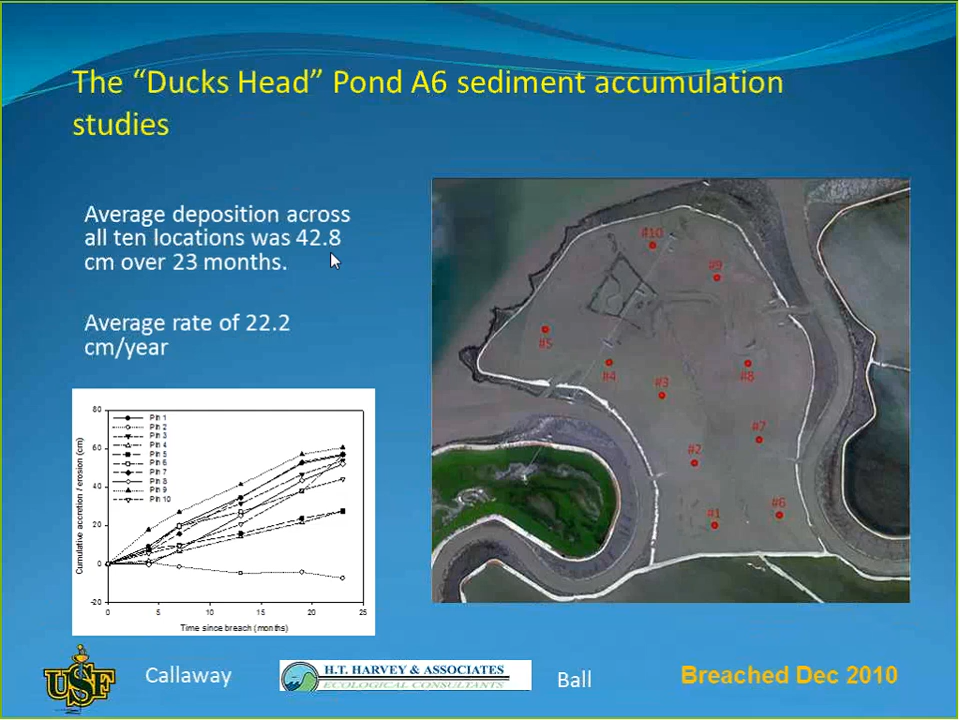 The “Ducks Head” Pond A6 sediment accumulation
studies
Average deposition across
all ten locations was 42.8
cm over 23 months.
Average rate of 22.2
cm/year
80
60
40
20
0
-20
Cumulative accretion / erosion (cm)
Pin 1
Pin 2
Pin 3
Pin 4
Pin 5
Pin 6
Pin 7
Pin 8
Pin 9
Pin 10
0 5 10 15 20 25
Time since breach (months)
#10
#9
#5
#4
#8
#3
#7
#2
#6
#1
USF
Callaway
H.T. HARVEY & ASSOCIATES
ECOLOGICAL CONSULTANTS
Ball
Breached Dec 2010